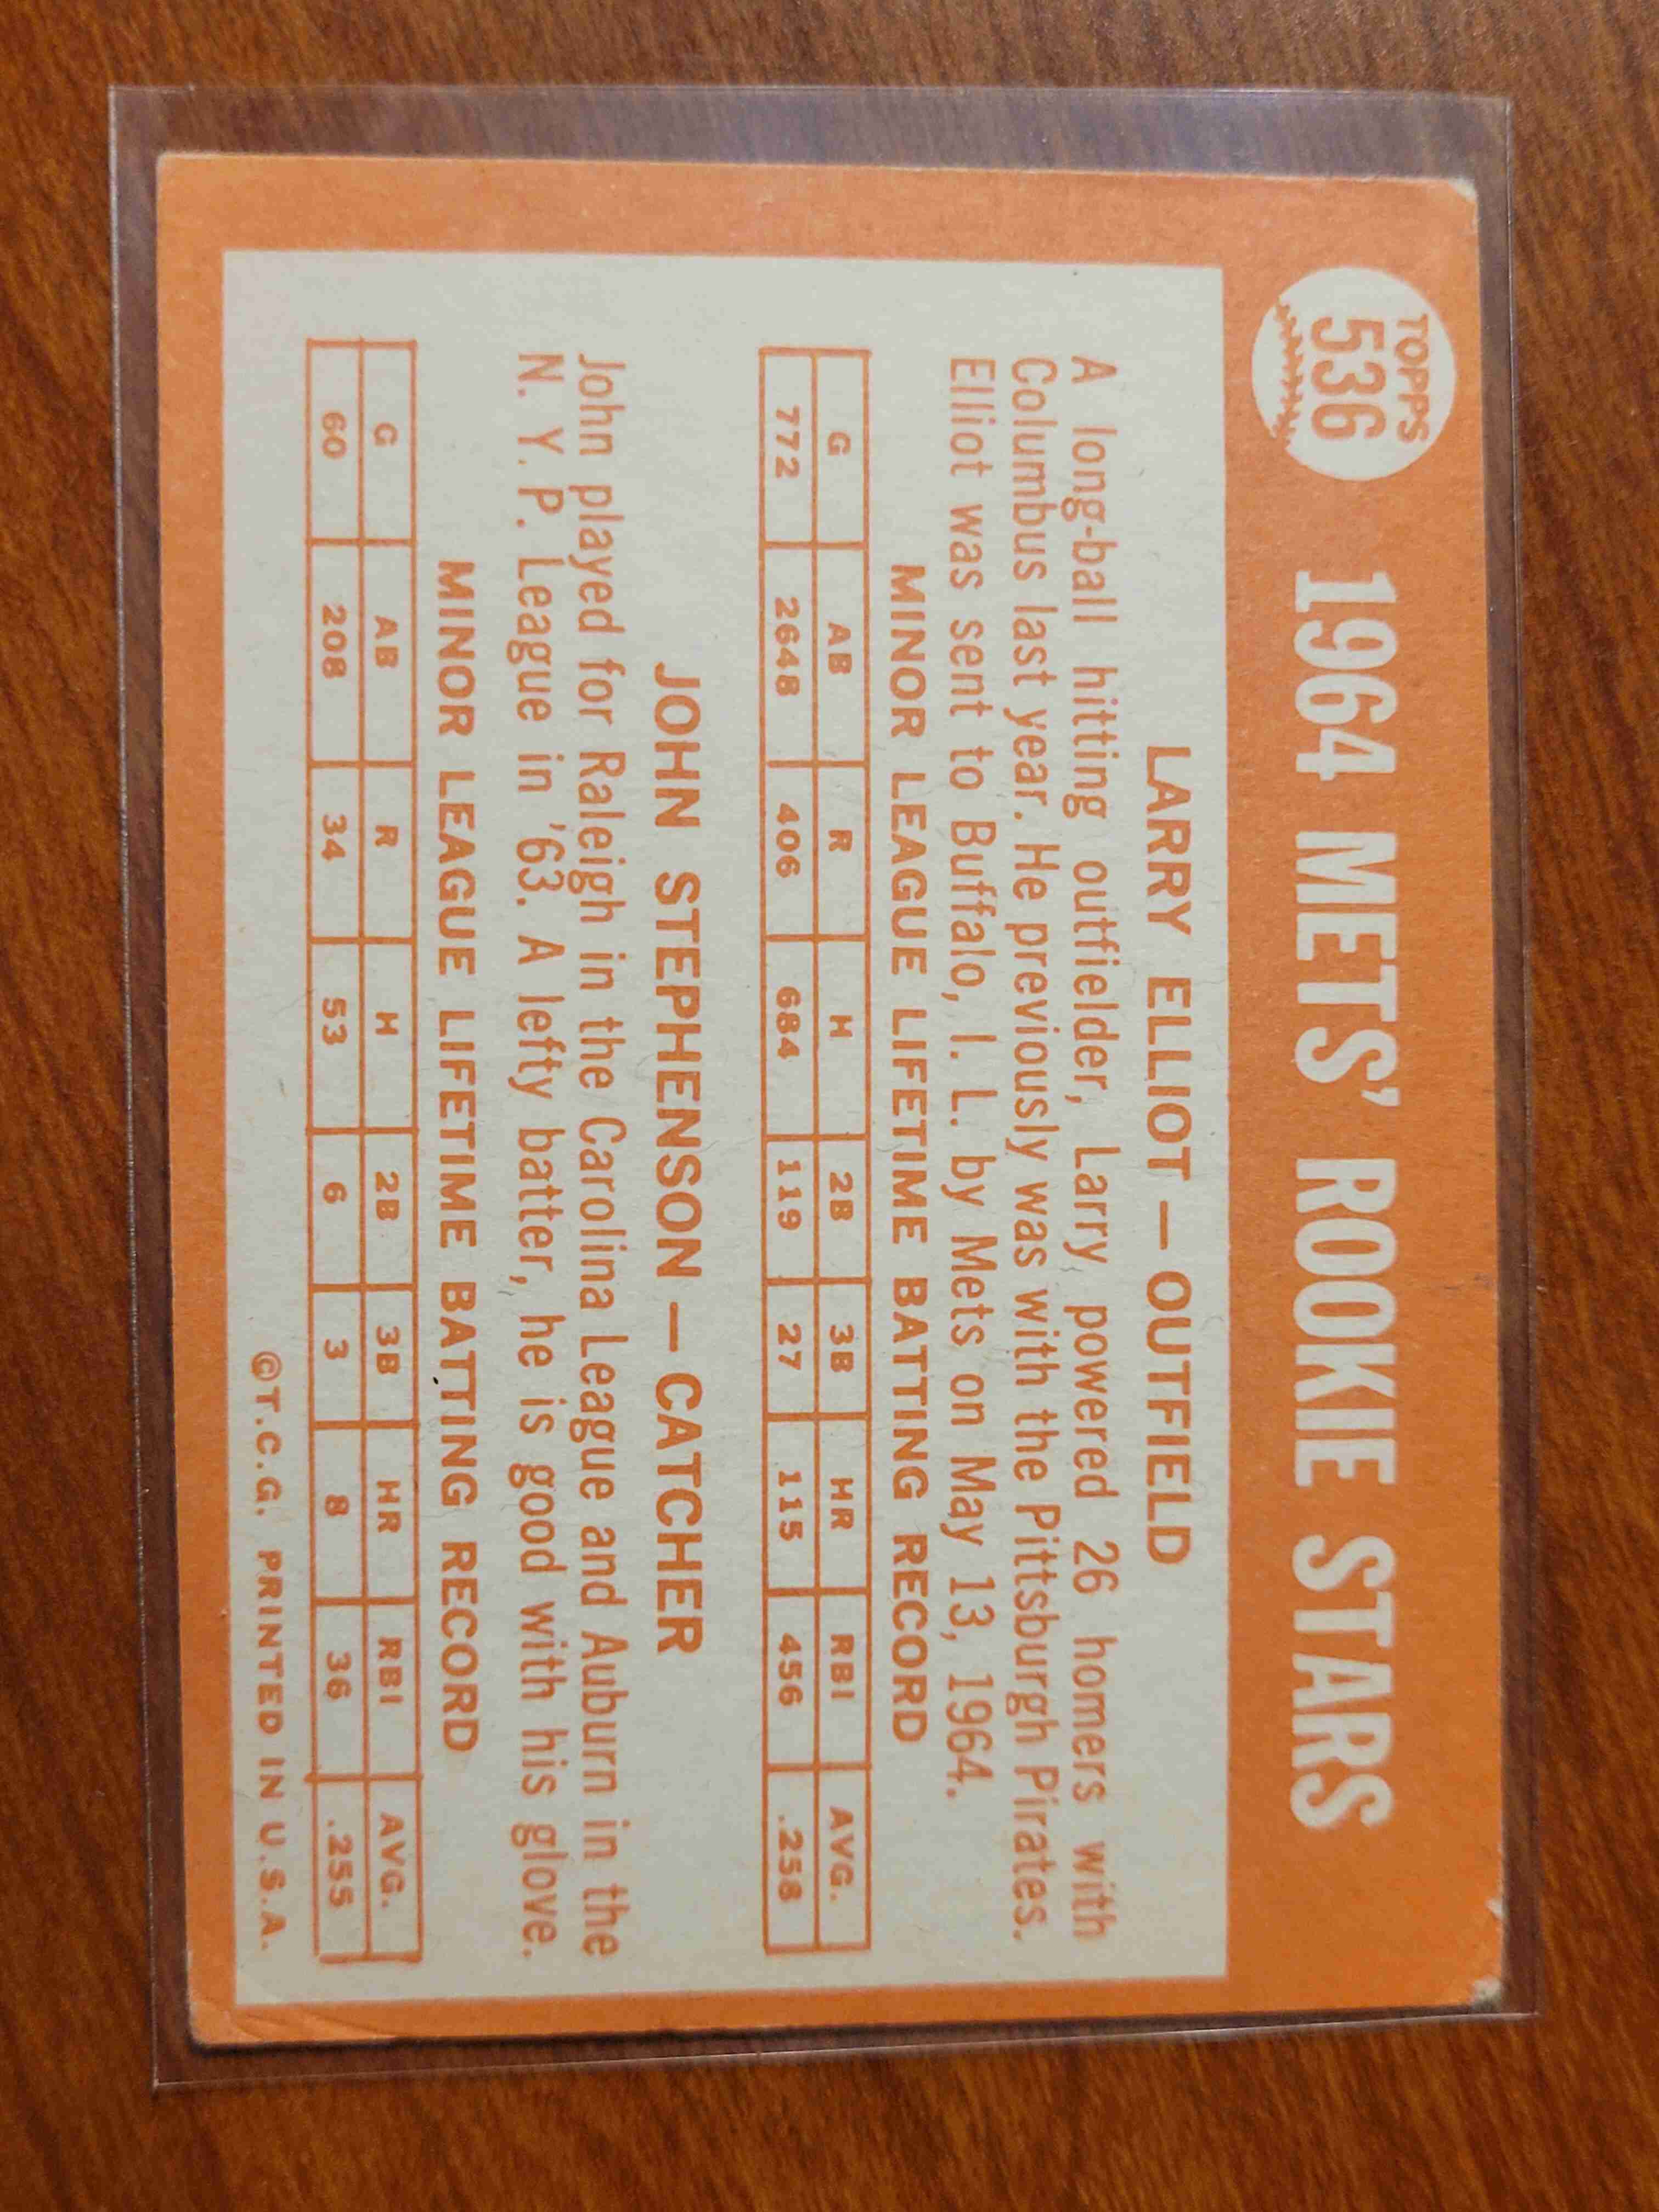 TOPPS
536
1964 METS' ROOKIE STARS
LARRY ELLIOT — OUTFIELD
A long-ball hitting outfielder, Larry powered 26 homers with
Columbus last year. He previously was with the Pittsburgh Pirates.
Elliot was sent to Buffalo, I. L. by Mets on May 13, 1964.
MINOR LEAGUE LIFETIME BATTING RECORD
G AB R H 2B 3B HR RBI AVG.
772 2648 406 684 119 27 115 456 .258
JOHN STEPHENSON — CATCHER
John played for Raleigh in the Carolina League and Auburn in the
N. Y. P. League in '63. A lefty batter, he is good with his glove.
MINOR LEAGUE LIFETIME BATTING RECORD
G AB R H 2B 3B HR RBI AVG.
60 208 34 53 6 3 8 36 .255
©T.C.G. PRINTED IN U.S.A.